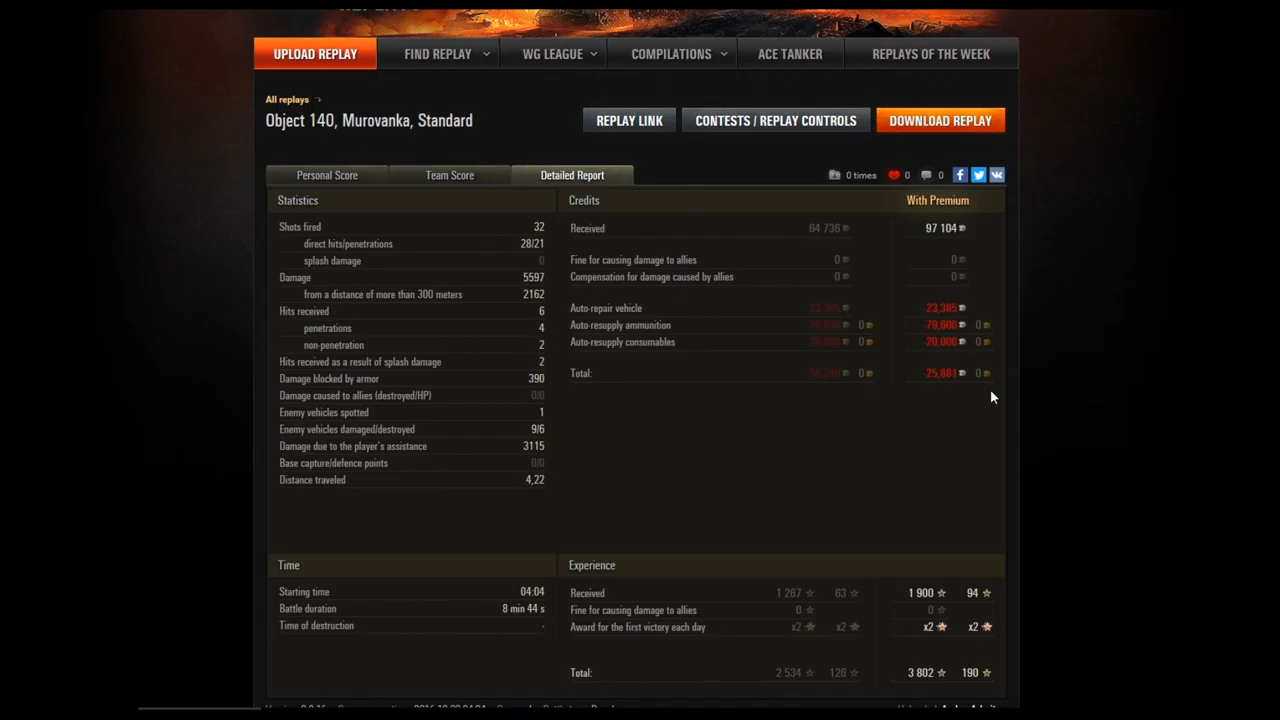 UPLOAD REPLAY FIND REPLAY WG LEAGUE COMPILATIONS ACE TANKER REPLAYS OF THE WEEK
All replays
Object 140, Murovanka, Standard
REPLAY LINK CONTESTS / REPLAY CONTROLS DOWNLOAD REPLAY
Personal Score Team Score Detailed Report 0 times 0 0
Statistics
Shots fired 32
direct hits/penetrations 28/21
splash damage 0
Damage 5597
from a distance of more than 300 meters 2162
Hits received 6
penetrations 4
non-penetration 2
Hits received as a result of splash damage 2
Damage blocked by armor 390
Damage caused to allies (destroyed/HP) 0/0
Enemy vehicles spotted 1
Enemy vehicles damaged/destroyed 9/6
Damage due to the player's assistance 3115
Base capture/defence points 0/0
Distance traveled 4,22
Credits With Premium
Received 64 736 97 104
Fine for causing damage to allies 0 0
Compensation for damage caused by allies 0 0
Auto-repair vehicle -23,385 -23,385
Auto-resupply ammunition 0 -79,600 0
Auto-resupply consumables -20,000 0 -20,000 0
Total: 0 -25,881 0
Time
Starting time 04:04
Battle duration 8 min 44 s
Time of destruction -
Experience
Received 1 267 63 1 900 94
Fine for causing damage to allies 0 0
Award for the first victory each day x2 x2 x2 x2
Total: 2 534 126 3 802 190